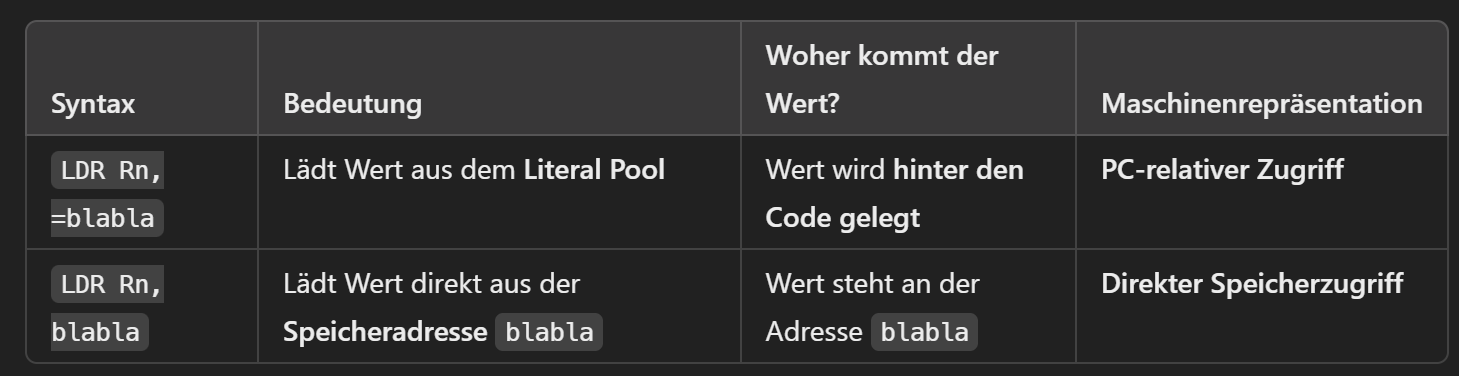 Syntax
Bedeutung
Woher kommt der
Wert?
Maschinenrepräsentation
LDR Rn,
=blabla
Lädt Wert aus dem Literal Pool
Wert wird hinter den
Code gelegt
PC-relativer Zugriff
LDR Rn,
blabla
Lädt Wert direkt aus der
Speicheradresse blabla
Wert steht an der
Adresse blabla
Direkter Speicherzugriff